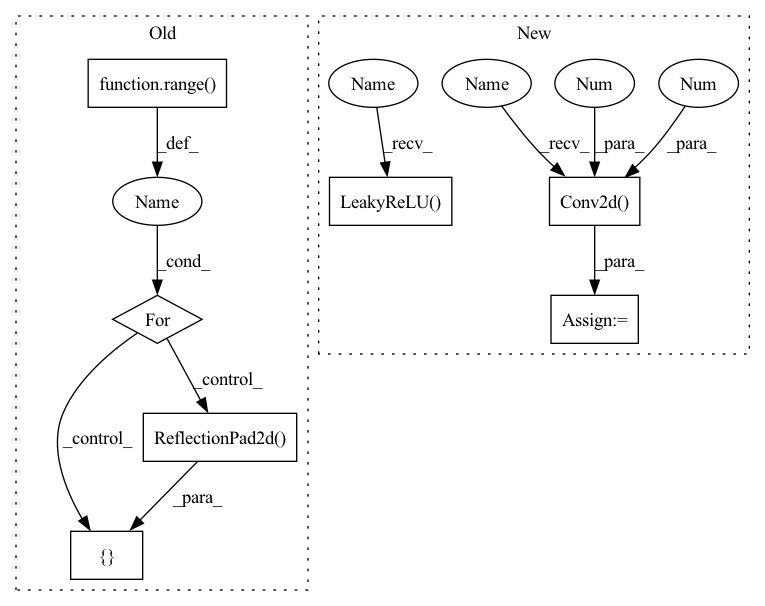 Old
New
function.range()
Name
Name
Num
Num
_def_
_recv_
_recv_
_para_
_para_
Name
LeakyReLU()
Conv2d()
_cond_
_para_
For
Assign:=
_control_
_control_
ReflectionPad2d()
_para_
{}